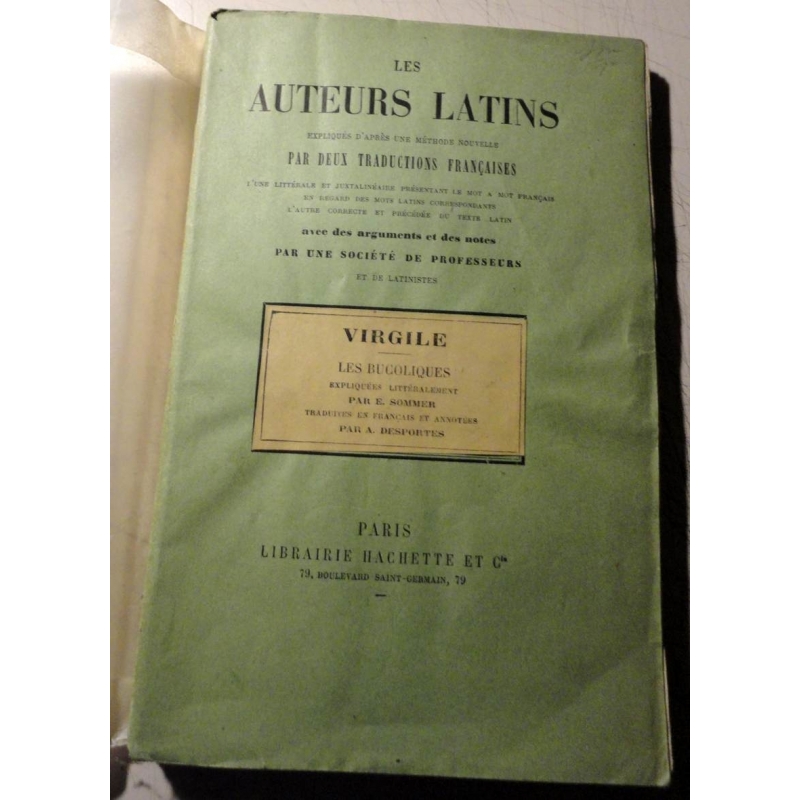 LES
AUTEURS LATINS
EXPLIQUÉS D'APRÈS UNE MÉTHODE NOUVELLE
PAR DEUX TRADUCTIONS FRANÇAISES
L'UNE LITTÉRALE ET JUXTALINÉAIRE PRÉSENTANT LE MOT A MOT FRANÇAIS
EN REGARD DES MOTS LATINS CORRESPONDANTS
L'AUTRE CORRECTE ET PRÉCÉDÉE DU TEXTE LATIN
avec des arguments et des notes
PAR UNE SOCIÉTÉ DE PROFESSEURS
ET DE LATINISTES
VIRGILE
LES BUCOLIQUES
EXPLIQUÉES LITTÉRALEMENT
PAR E. SOMMER
TRADUITES EN FRANÇAIS ET ANNOTÉES
PAR A. DESPORTES
PARIS
LIBRAIRIE HACHETTE ET Cie
79, BOULEVARD SAINT-GERMAIN, 79